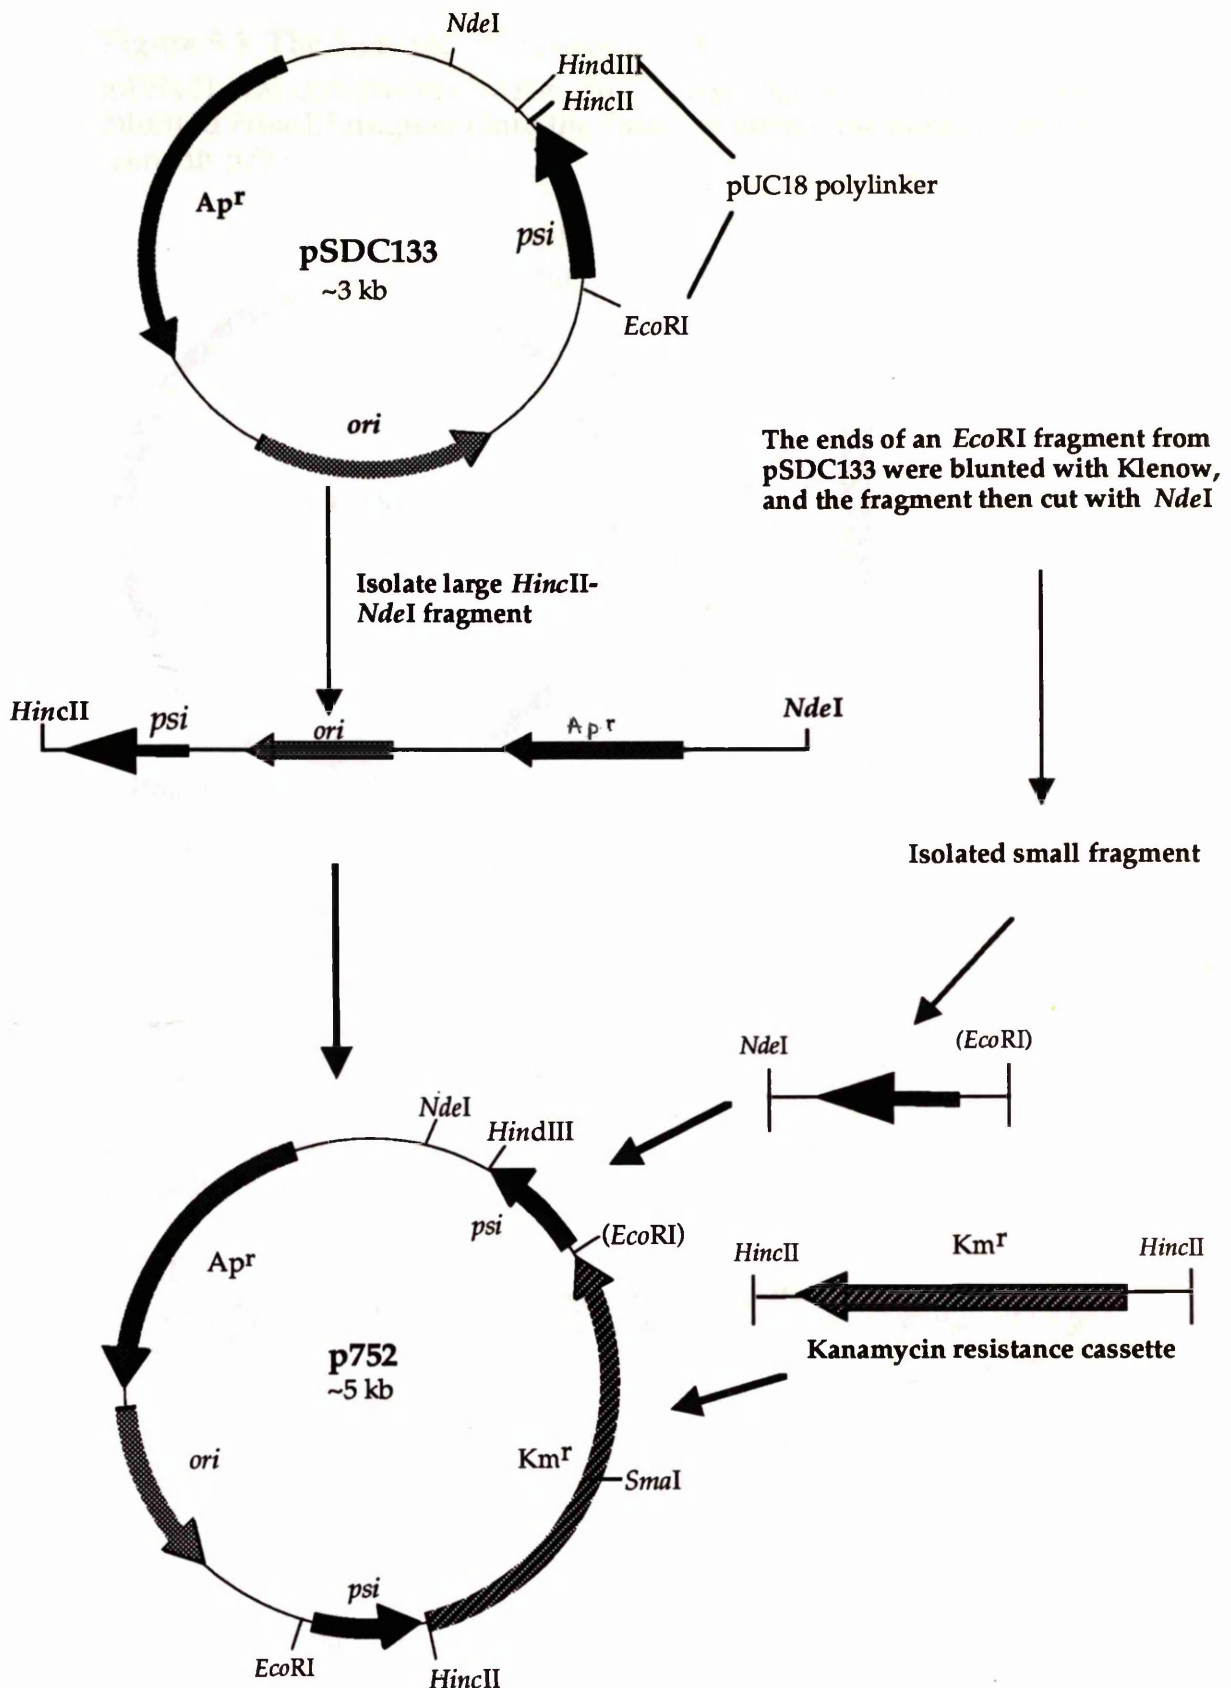 NdeI
HindIII
HincII
pUC18 polylinker
Apr
psi
pSDC133
~3 kb
EcoRI
ori
The ends of an EcoRI fragment from
pSDC133 were blunted with Klenow,
and the fragment then cut with NdeI
Isolate large HincII-
NdeI fragment
HincII
psi
ori
Apr
NdeI
Isolated small fragment
NdeI
(EcoRI)
NdeI
HindIII
psi
(EcoRI)
HincII
Kmr
HincII
Apr
Kanamycin resistance cassette
p752
~5 kb
ori
Kmr
SmaI
psi
EcoRI
HincII